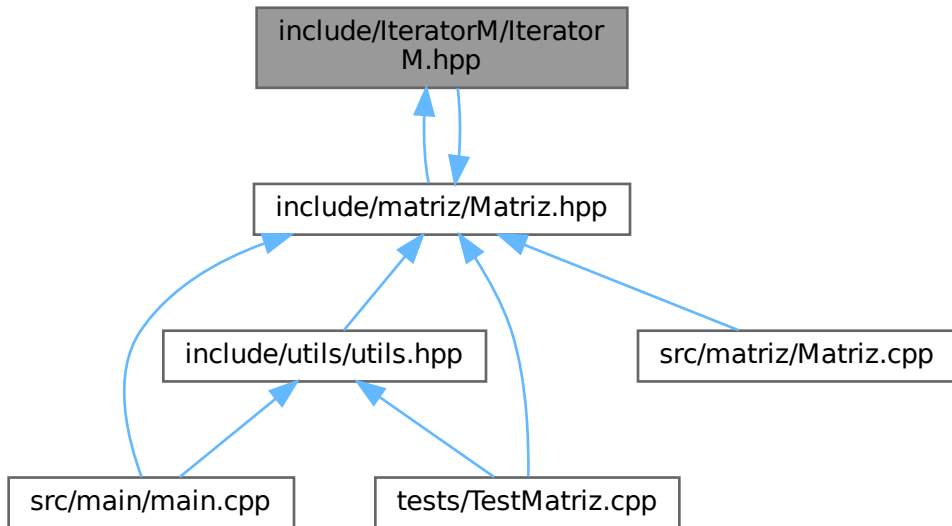 include/IteratorM/Iterator
M.hpp
include/matriz/Matriz.hpp
include/utils/utils.hpp
src/matriz/Matriz.cpp
src/main/main.cpp
tests/TestMatriz.cpp